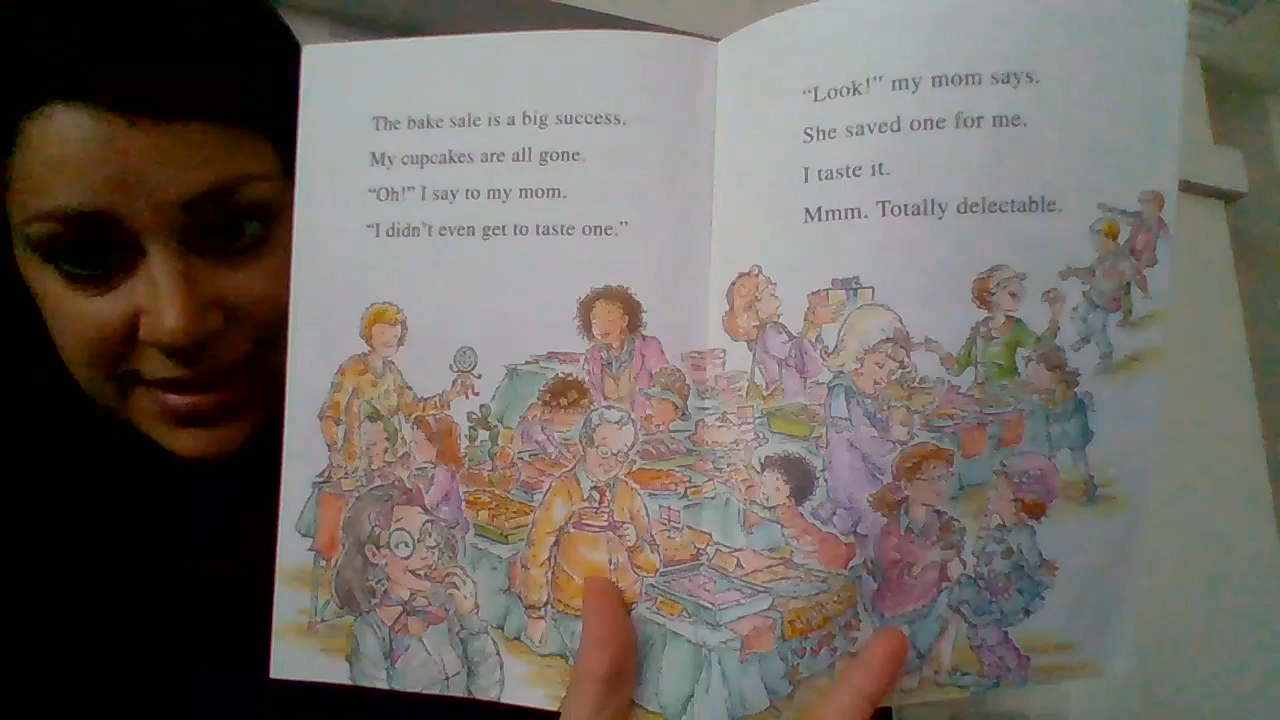 The bake sale is a big success.
My cupcakes are all gone.
“Oh!” I say to my mom.
“I didn’t even get to taste one.”
“Look!” my mom says.
She saved one for me.
I taste it.
Mmm. Totally delectable.